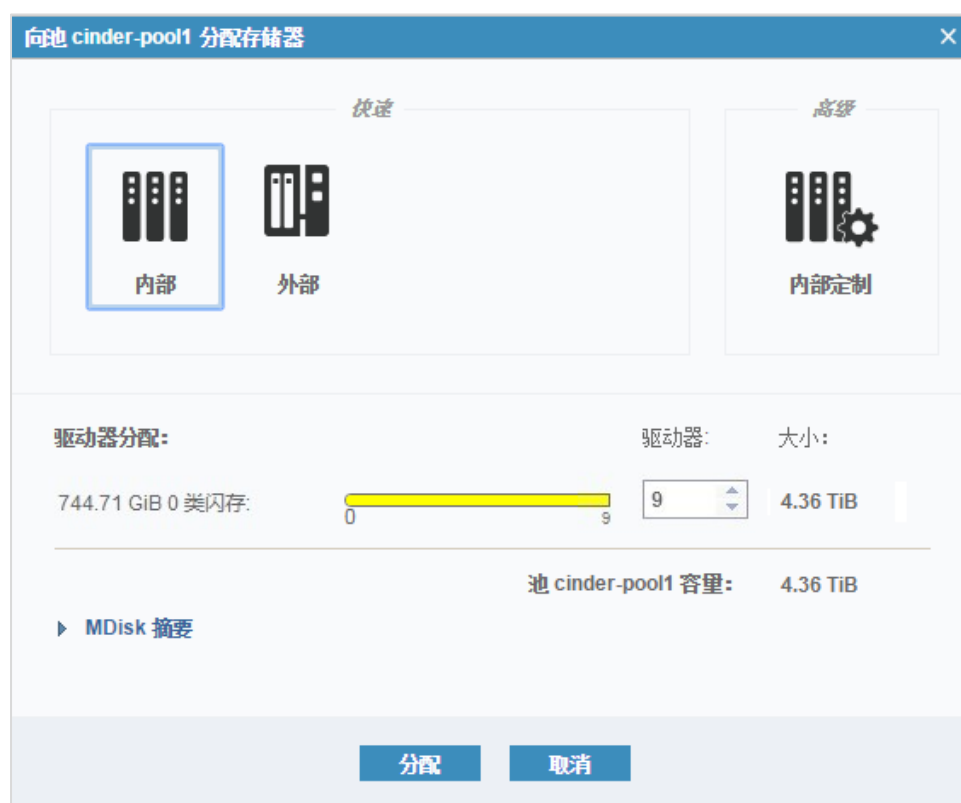 向池 cinder-pool1 分配存储器
快速
高级
内部
外部
内部定制
驱动器分配:
驱动器:
大小:
744.71 GiB 0 类闪存:
0
9
9
4.36 TiB
池 cinder-pool1 容量:
4.36 TiB
MDisk 摘要
分配
取消